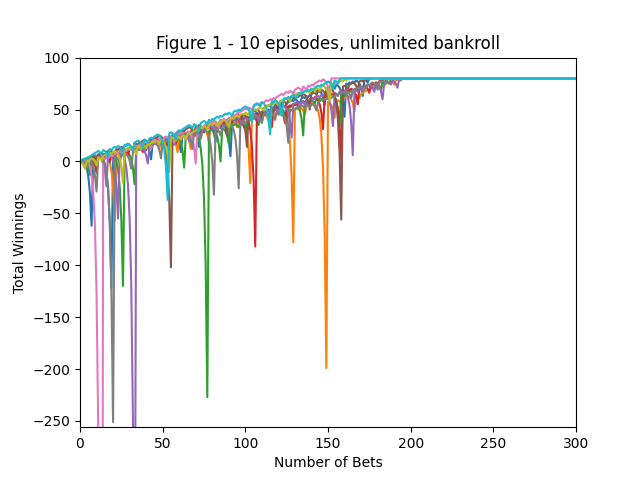 Figure 1 - 10 episodes, unlimited bankroll
100
50
0
−50
−100
−150
−200
−250
Total Winnings
0 50 100 150 200 250 300
Number of Bets